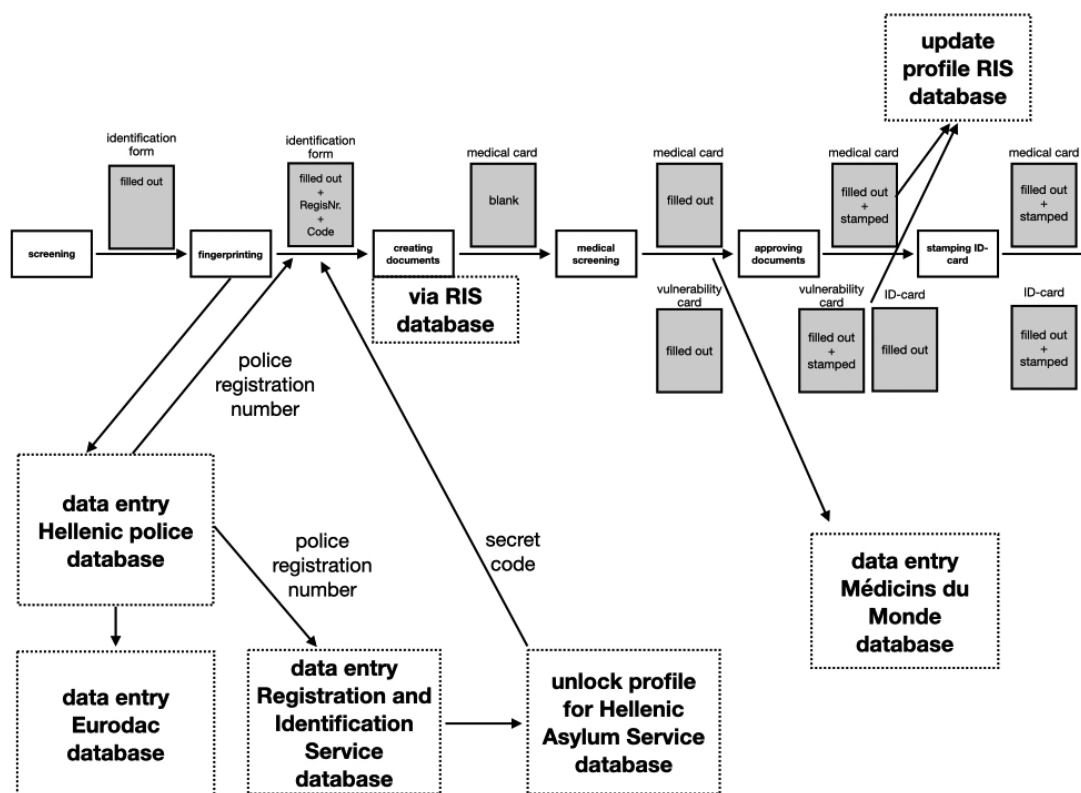 update
profile RIS
database
identification
form
filled out
identification
form
filled out
+
RegisNr.
+
Code
medical card
blank
medical card
filled out
medical card
filled out
+
stamped
medical card
filled out
+
stamped
screening
fingerprinting
creating
documents
medical
screening
approving
documents
stamping ID-
card
via RIS
database
vulnerability
card
filled out
vulnerability
card
filled out
+
stamped
ID-card
filled out
ID-card
filled out
+
stamped
police
registration
number
data entry
Hellenic police
database
police
registration
number
secret
code
data entry
Médicins du
Monde
database
data entry
Eurodac
database
data entry
Registration and
Identification
Service
database
unlock profile
for Hellenic
Asylum Service
database